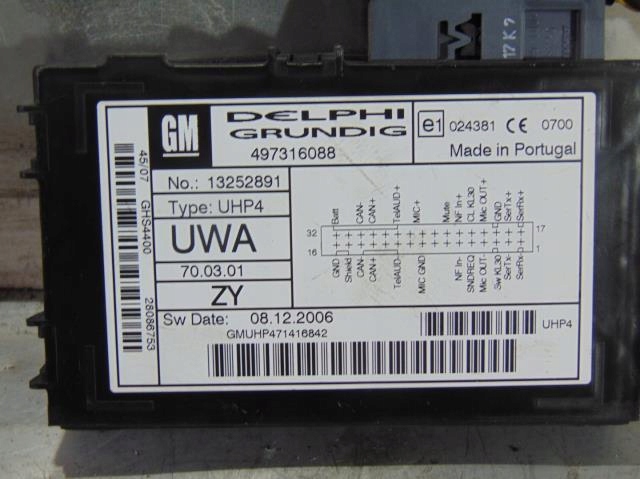 17 K ?
GM
DELPHI
GRUNDIG
497316088
e1 024381 CE 0700
Made in Portugal
No.: 13252891
Type: UHP4
UWA
70.03.01
ZY
Sw Date: 08.12.2006
GMUHP471416842
UHP4
45/07 GHS4400 28086753
Batt CAN- CAN+ TelAUD+ MIC+ Mute NF In+ CL KL30 Mic OUT+ GND SerTx+ SerRx+
32 17
16 1
GND Shield CAN- CAN+ TelAUD- MIC GND NF In- SNDREQ Mic OUT- Sw KL30 SerTx- SerRx-